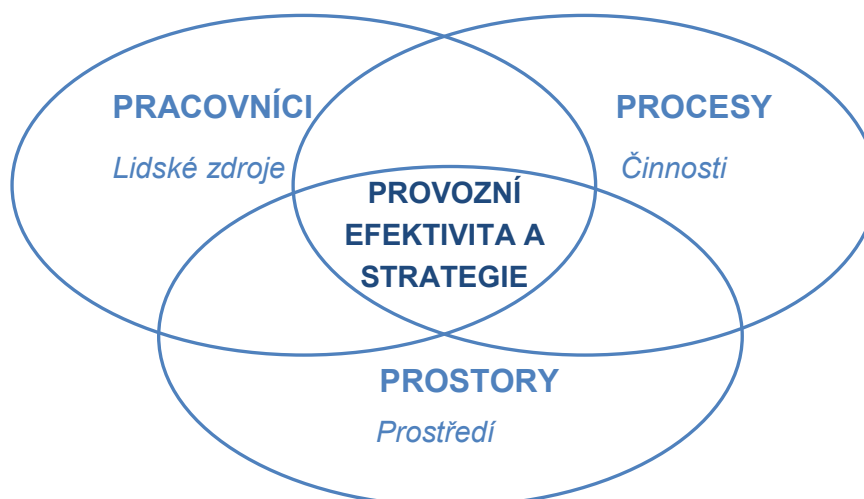 PRACOVNÍCI
Lidské zdroje
PROCESY
Činnosti
PROVOZNÍ
EFEKTIVITA A
STRATEGIE
PROSTORY
Prostředí